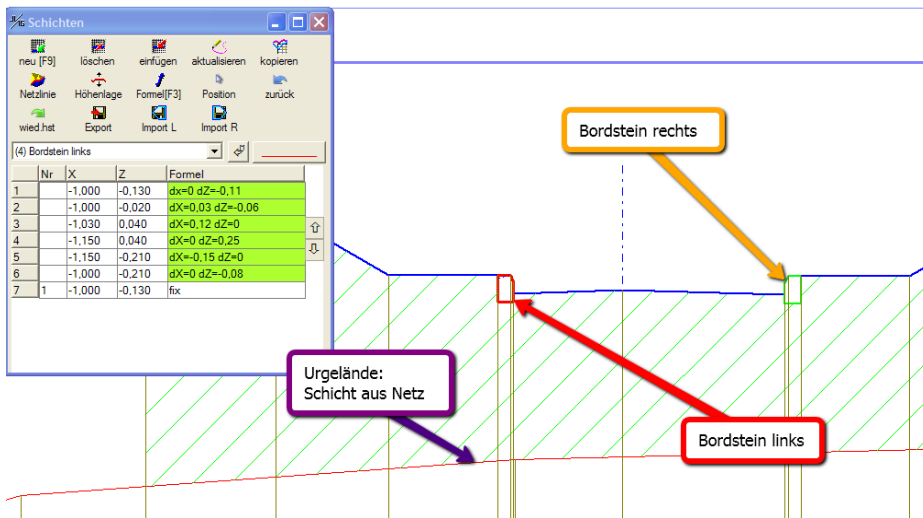 Schichten
neu [F9] löschen einfügen aktualisieren kopieren
Netzlinie Höhenlage Formel[F3] Position zurück
wied.hst Export Import L Import R
(4) Bordstein links
Nr X Z Formel
1 -1,000 -0,130 dx=0 dZ=-0,11
2 -1,000 -0,020 dX=0,03 dZ=-0,06
3 -1,030 0,040 dX=0,12 dZ=0
4 -1,150 0,040 dX=0 dZ=0,25
5 -1,150 -0,210 dX=-0,15 dZ=0
6 -1,000 -0,210 dX=0 dZ=-0,08
7 1 -1,000 -0,130 fix
Bordstein rechts
Urgelände:
Schicht aus Netz
Bordstein links